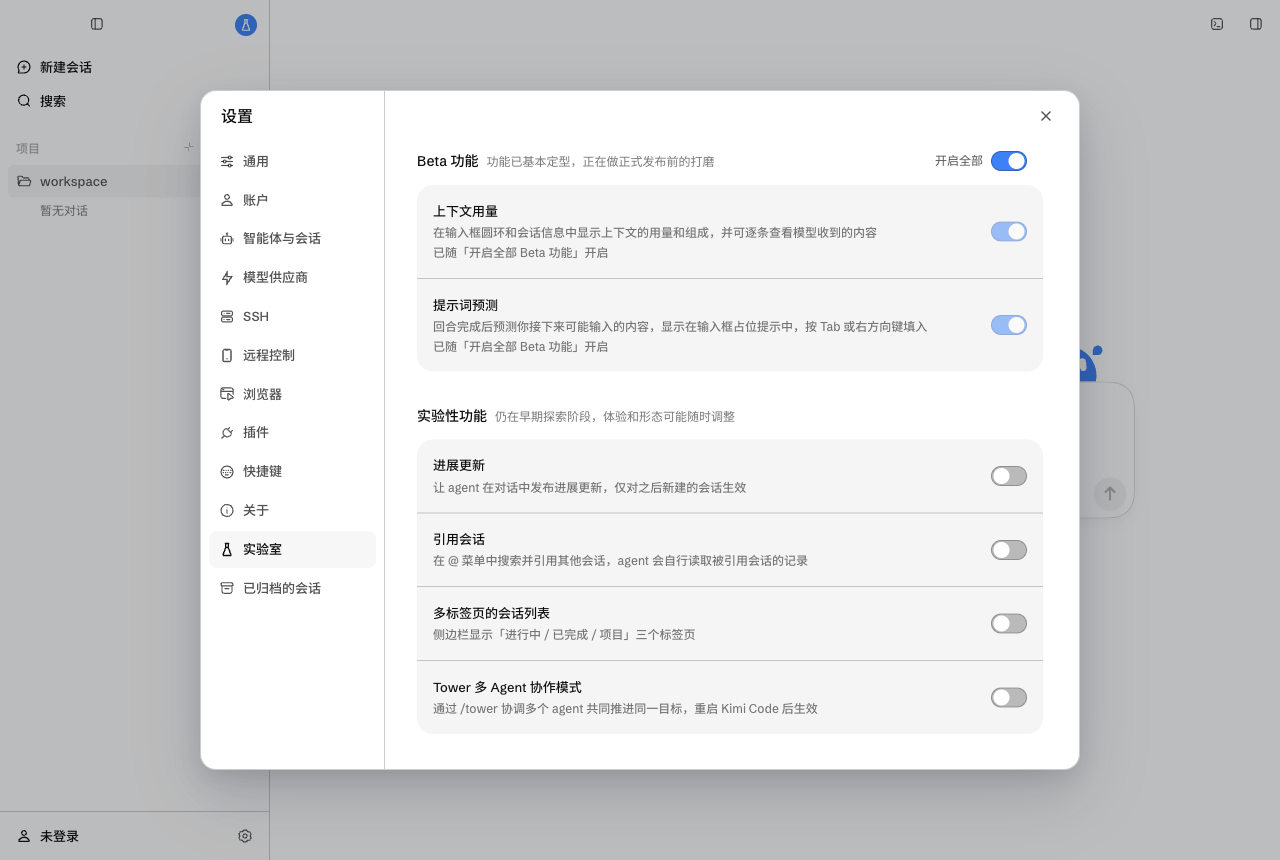 新建会话
搜索
项目
workspace
暂无对话
未登录
设置
通用
账户
智能体与会话
模型供应商
SSH
远程控制
浏览器
插件
快捷键
关于
实验室
已归档的会话
Beta 功能 功能已基本定型，正在做正式发布前的打磨 开启全部
上下文用量
在输入框圆环和会话信息中显示上下文的用量和组成，并可逐条查看模型收到的内容
已随「开启全部 Beta 功能」开启
提示词预测
回合完成后预测你接下来可能输入的内容，显示在输入框占位提示中，按 Tab 或右方向键填入
已随「开启全部 Beta 功能」开启
实验性功能 仍在早期探索阶段，体验和形态可能随时调整
进展更新
让 agent 在对话中发布进展更新，仅对之后新建的会话生效
引用会话
在 @ 菜单中搜索并引用其他会话，agent 会自行读取被引用会话的记录
多标签页的会话列表
侧边栏显示「进行中 / 已完成 / 项目」三个标签页
Tower 多 Agent 协作模式
通过 /tower 协调多个 agent 共同推进同一目标，重启 Kimi Code 后生效